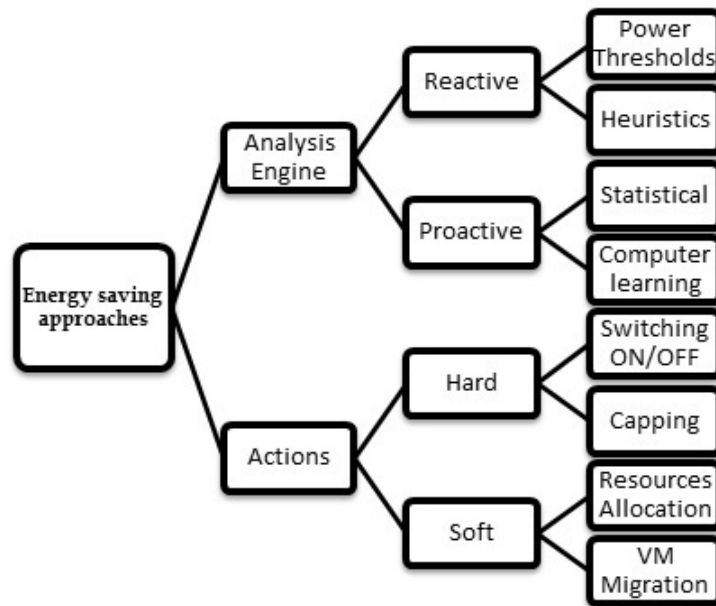 Power
Thresholds
Reactive
Heuristics
Analysis
Engine
Statistical
Proactive
Computer
learning
Energy saving
approaches
Switching
ON/OFF
Hard
Capping
Actions
Resources
Allocation
Soft
VM
Migration